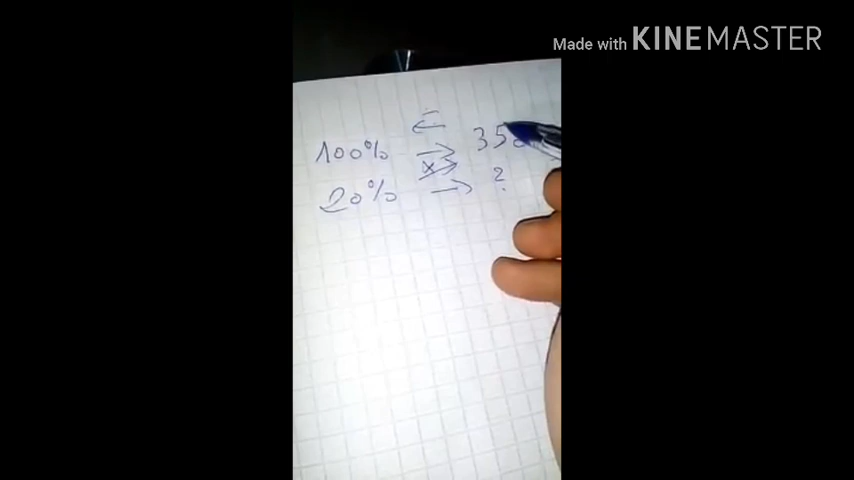 Made with KINEMASTER
÷
←
100% → 35
×
20% → ?